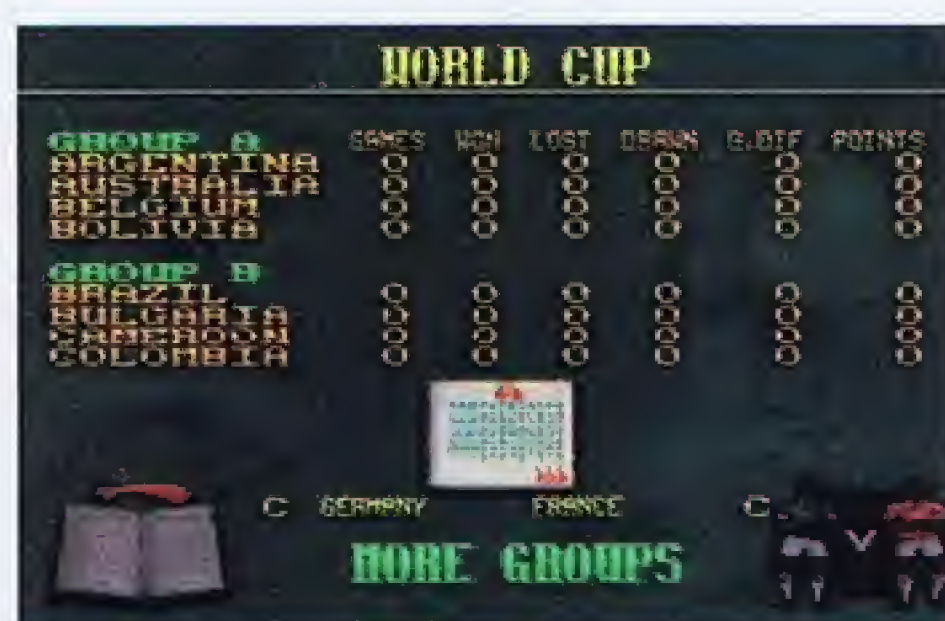 WORLD CUP
GROUP A GAMES WON LOST DRAWN G.DIF POINTS
ARGENTINA 0 0 0 0 0 0
AUSTRALIA 0 0 0 0 0 0
BELGIUM 0 0 0 0 0 0
BOLIVIA 0 0 0 0 0 0
GROUP B
BRAZIL 0 0 0 0 0 0
BULGARIA 0 0 0 0 0 0
CAMEROON 0 0 0 0 0 0
COLOMBIA 0 0 0 0 0 0
C GERMANY FRANCE C
V
MORE GROUPS